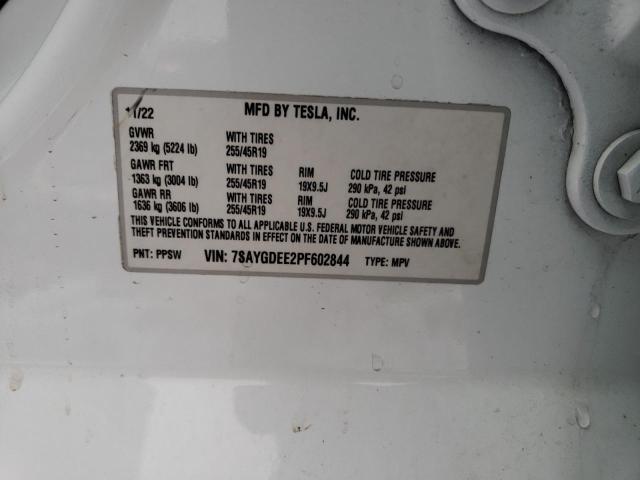 11/22 MFD BY TESLA, INC.
GVWR WITH TIRES
2369 kg (5224 lb) 255/45R19
GAWR FRT WITH TIRES RIM COLD TIRE PRESSURE
1363 kg (3004 lb) 255/45R19 19X9.5J 290 kPa, 42 psi
GAWR RR WITH TIRES RIM COLD TIRE PRESSURE
1636 kg (3606 lb) 255/45R19 19X9.5J 290 kPa, 42 psi
THIS VEHICLE CONFORMS TO ALL APPLICABLE U.S. FEDERAL MOTOR VEHICLE SAFETY AND
THEFT PREVENTION STANDARDS IN EFFECT ON THE DATE OF MANUFACTURE SHOWN ABOVE.
PNT: PPSW VIN: 7SAYGDEE2PF602844 TYPE: MPV